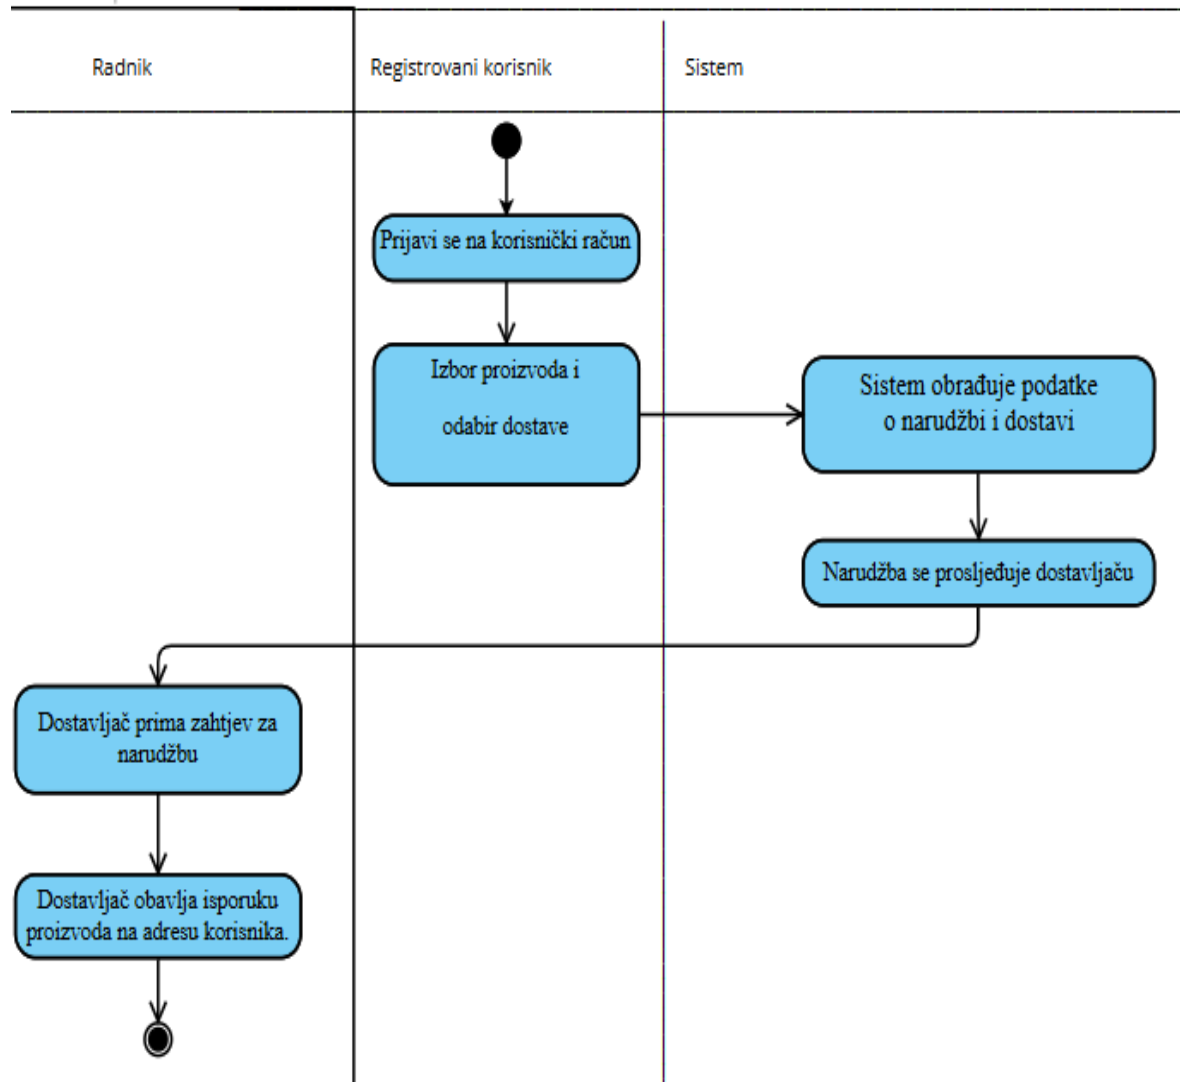 Radnik
Registrovani korisnik
Sistem
Prijavi se na korisnički račun
Izbor proizvoda i
odabir dostave
Sistem obrađuje podatke
o narudžbi i dostavi
Narudžba se prosljeđuje dostavljaču
Dostavljač prima zahtjev za
narudžbu
Dostavljač obavlja isporuku
proizvoda na adresu korisnika.